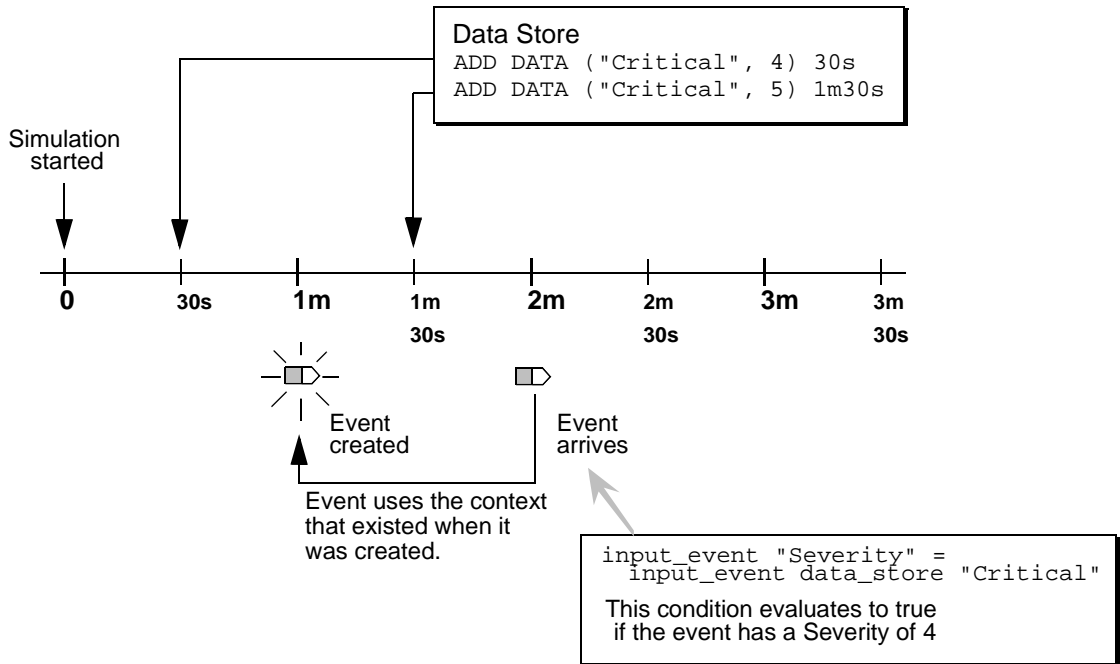 Data Store
ADD DATA ("Critical", 4) 30s
ADD DATA ("Critical", 5) 1m30s
Simulation
started
0
30s
1m
1m
30s
2m
2m
30s
3m
3m
30s
Event
created
Event
arrives
Event uses the context
that existed when it
was created.
input_event "Severity" =
input_event data_store "Critical"
This condition evaluates to true
if the event has a Severity of 4